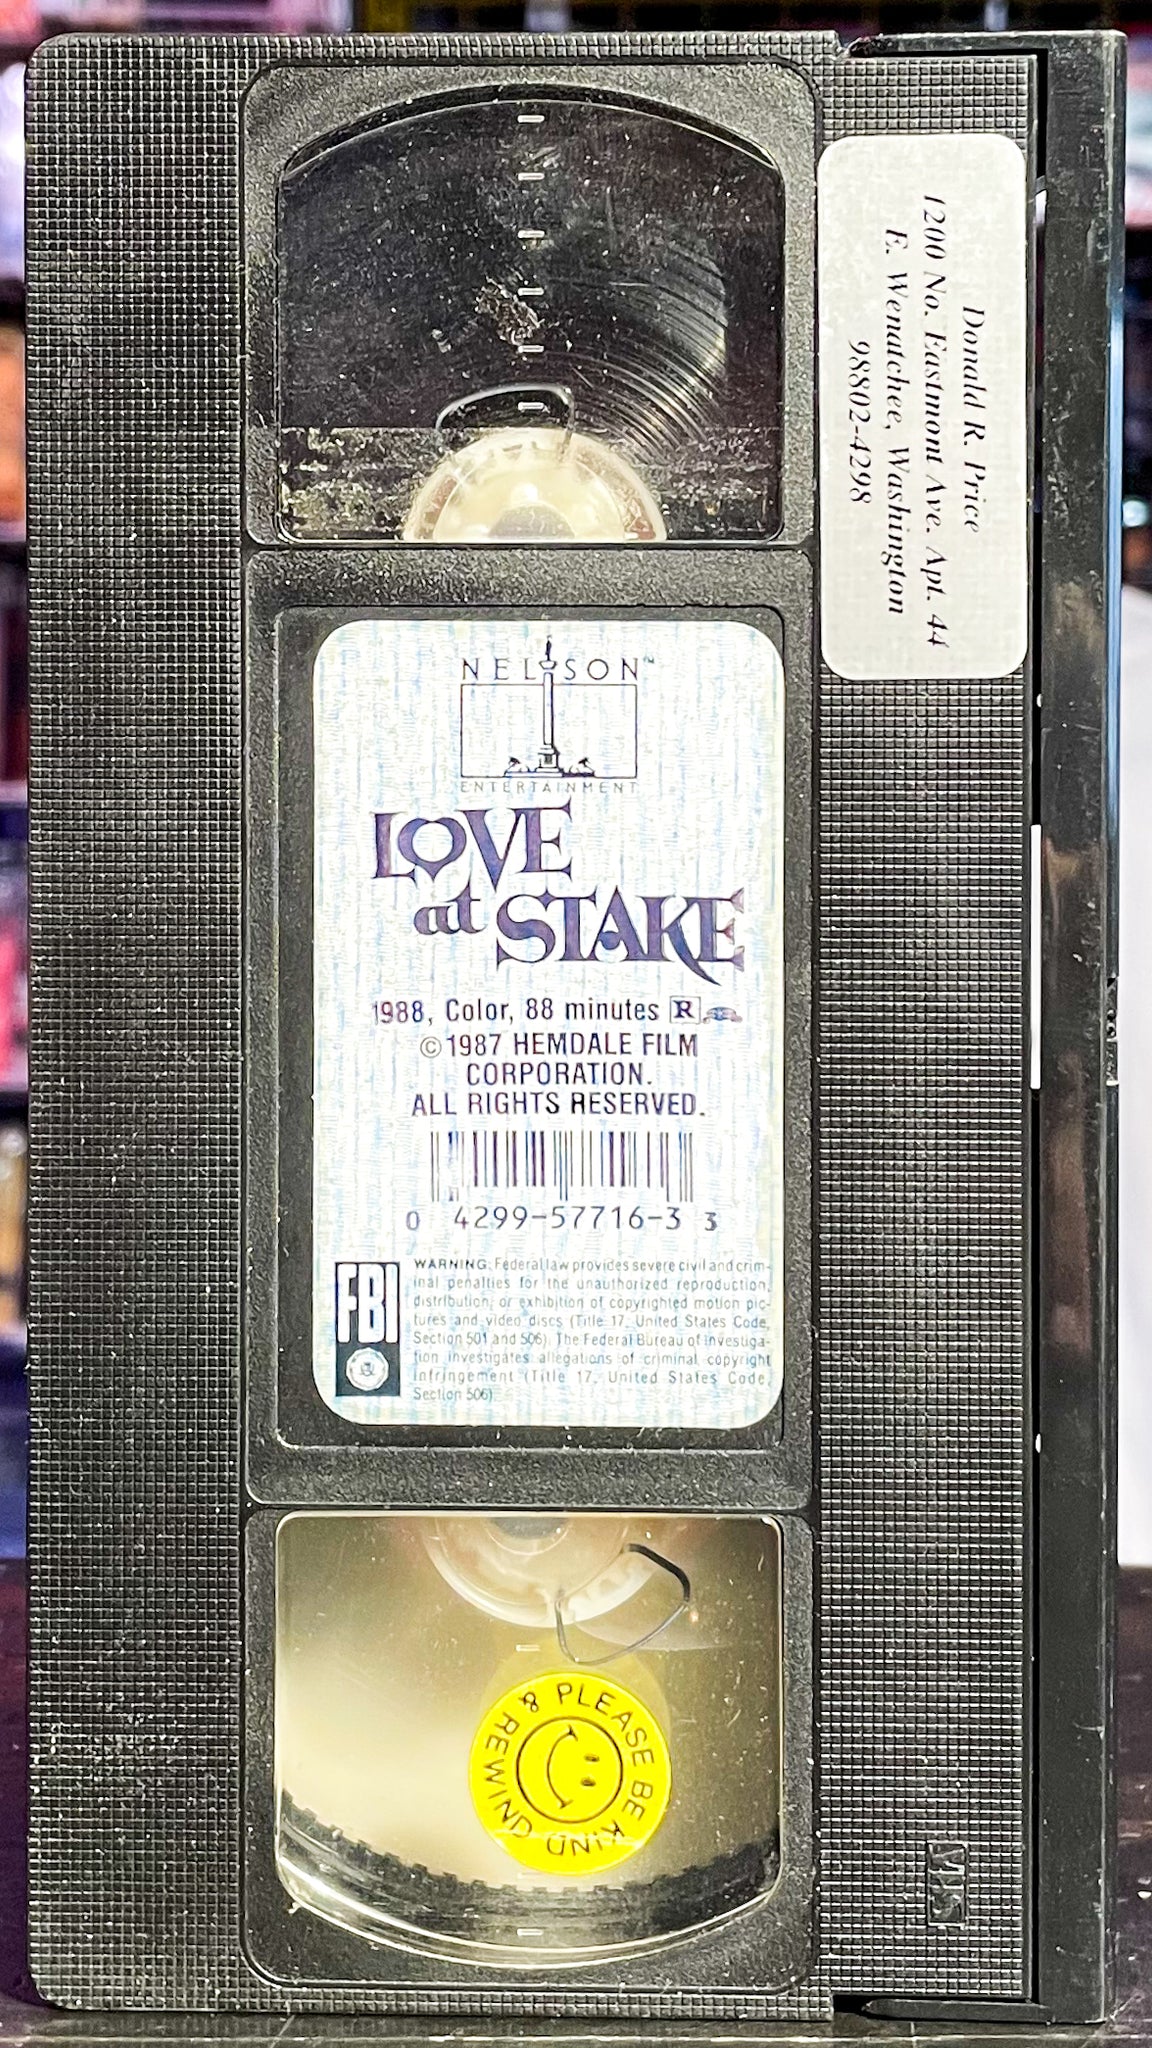 Donald R. Price
1200 No. Eastmont Ave. Apt. 44
E. Wenatchee, Washington
98802-4298
NELSON™
ENTERTAINMENT
LOVE
at STAKE
1988, Color, 88 minutes R
©1987 HEMDALE FILM
CORPORATION.
ALL RIGHTS RESERVED.
0 4299-57716-3 3
FBI
WARNING: Federal law provides severe civil and crim-
inal penalties for the unauthorized reproduction,
distribution, or exhibition of copyrighted motion pic-
tures and video discs (Title 17, United States Code,
Section 501 and 506). The Federal Bureau of Investiga-
tion investigates allegations of criminal copyright
infringement (Title 17, United States Code,
Section 506)
PLEASE BE KIND & REWIND
VHS